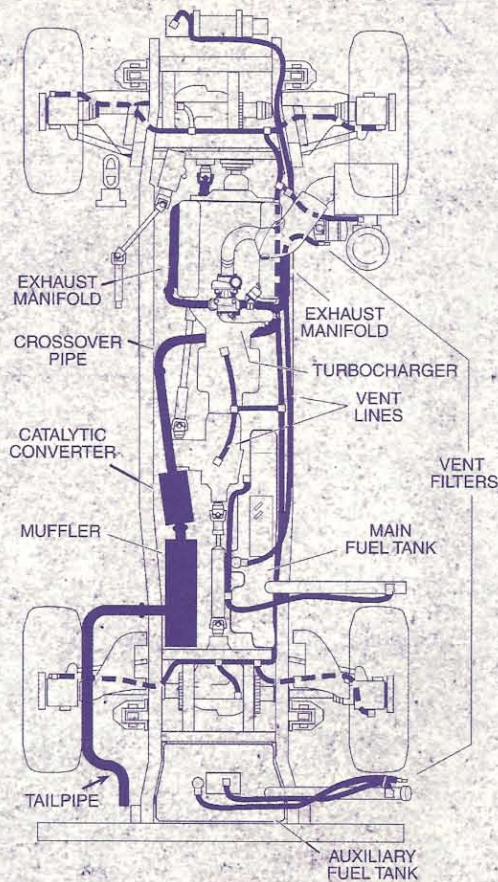 EXHAUST
MANIFOLD
EXHAUST
MANIFOLD
CROSSOVER
PIPE
TURBOCHARGER
VENT
LINES
CATALYTIC
CONVERTER
VENT
FILTERS
MUFFLER
MAIN
FUEL TANK
TAILPIPE
AUXILIARY
FUEL TANK